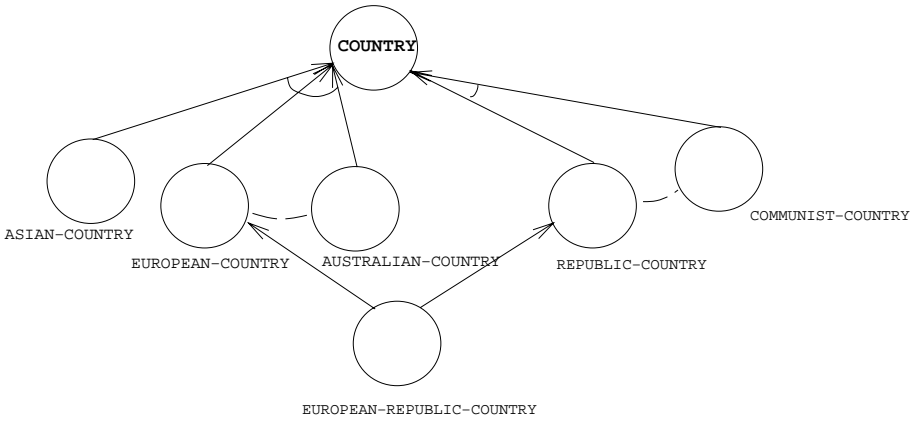 COUNTRY
ASIAN-COUNTRY
EUROPEAN-COUNTRY
AUSTRALIAN-COUNTRY
REPUBLIC-COUNTRY
COMMUNIST-COUNTRY
EUROPEAN-REPUBLIC-COUNTRY